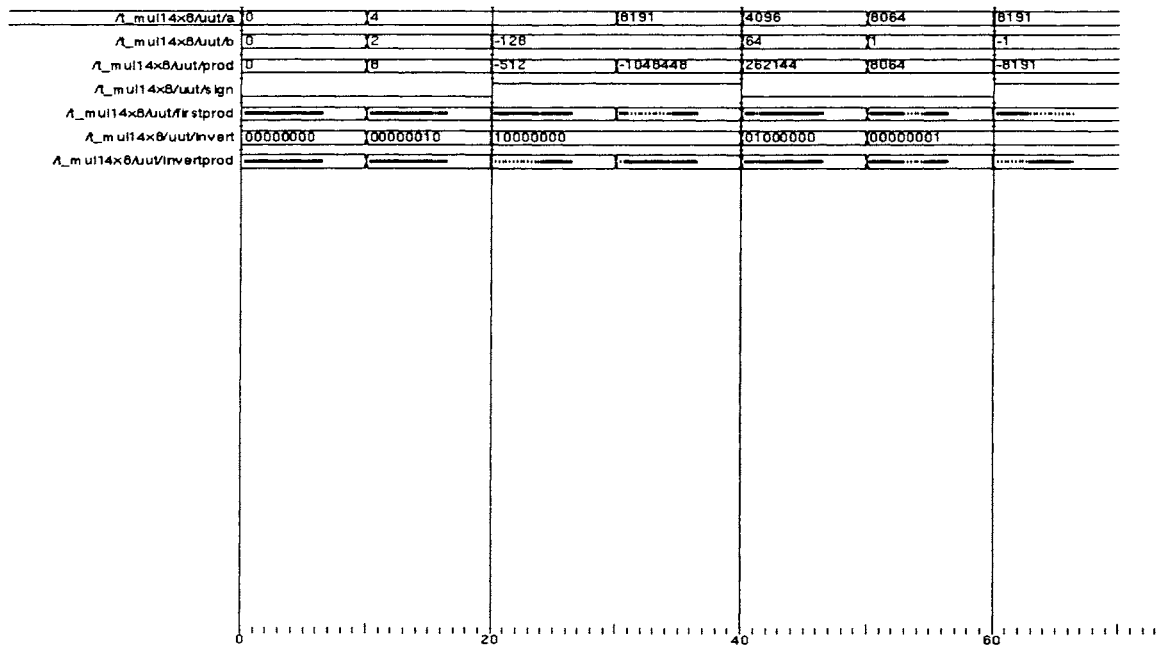 /t_mul14x8/uut/a 0 4 8191 4096 8064 8191
/t_mul14x8/uut/b 0 2 -128 64 1 -1
/t_mul14x8/uut/prod 0 8 -512 -1048448 262144 8064 -8191
/t_mul14x8/uut/sign
/t_mul14x8/uut/firstprod
/t_mul14x8/uut/invert 00000000 00000010 10000000 01000000 00000001
/t_mul14x8/uut/invertprod
0 20 40 60